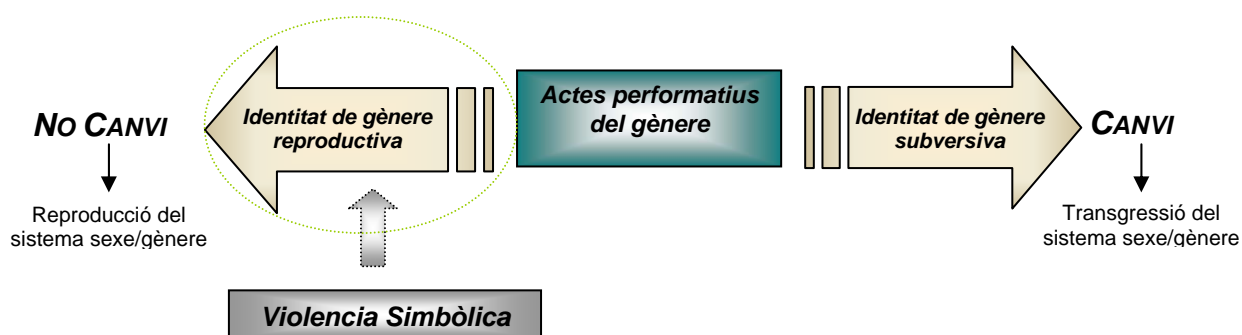 NO CANVI
Reproducció del
sistema sexe/gènere
Identitat de gènere
reproductiva
Actes performatius
del gènere
Identitat de gènere
subversiva
CANVI
Transgressió del
sistema sexe/gènere
Violencia Simbòlica